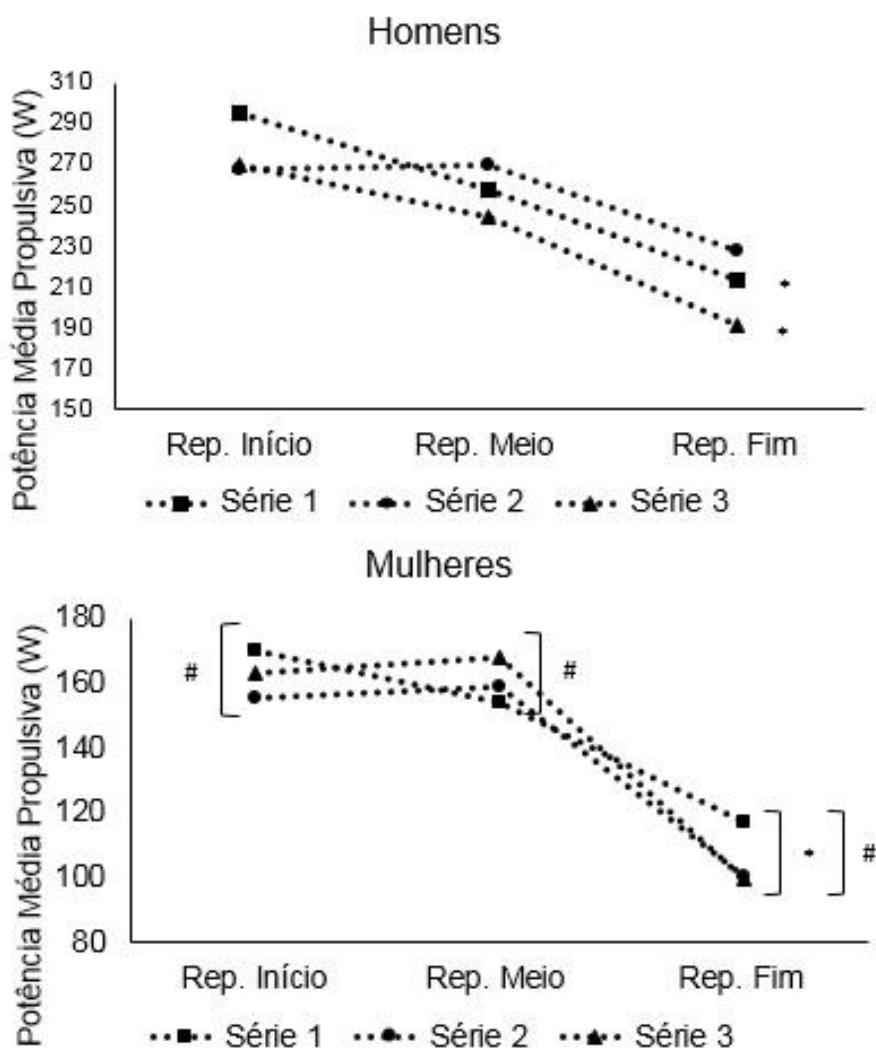 Homens
Potência Média Propulsiva (W)
310
290
270
250
230
210
190
170
150
*
*
Rep. Início Rep. Meio Rep. Fim
Série 1 Série 2 Série 3
Mulheres
Potência Média Propulsiva (W)
180
160
140
120
100
80
# #
* #
Rep. Início Rep. Meio Rep. Fim
Série 1 Série 2 Série 3